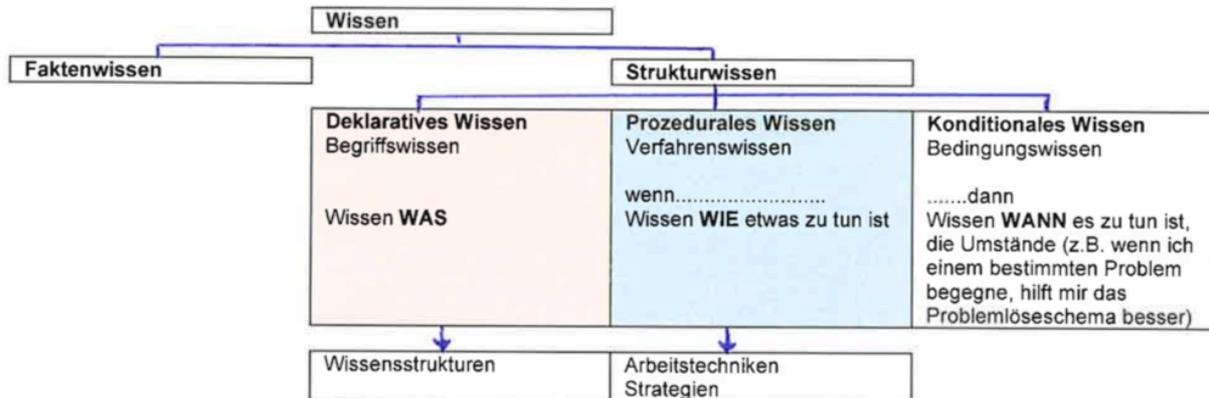 Wissen
Faktenwissen
Strukturwissen
Deklaratives Wissen
Begriffswissen
Wissen WAS
Prozedurales Wissen
Verfahrenswissen
wenn.........................
Wissen WIE etwas zu tun ist
Konditionales Wissen
Bedingungswissen
.......dann
Wissen WANN es zu tun ist,
die Umstände (z.B. wenn ich
einem bestimmten Problem
begegne, hilft mir das
Problemlöseschema besser)
Wissensstrukturen
Arbeitstechniken
Strategien